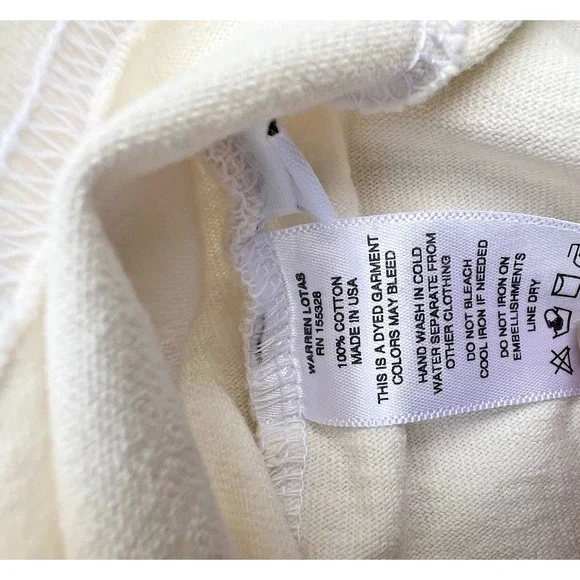 WARREN LOTAS
RN 155328
100% COTTON
MADE IN USA
THIS IS A DYED GARMENT
COLORS MAY BLEED
HAND WASH IN COLD
WATER SEPARATE FROM
OTHER CLOTHING
DO NOT BLEACH
COOL IRON IF NEEDED
DO NOT IRON ON
EMBELLISHMENTS
LINE DRY